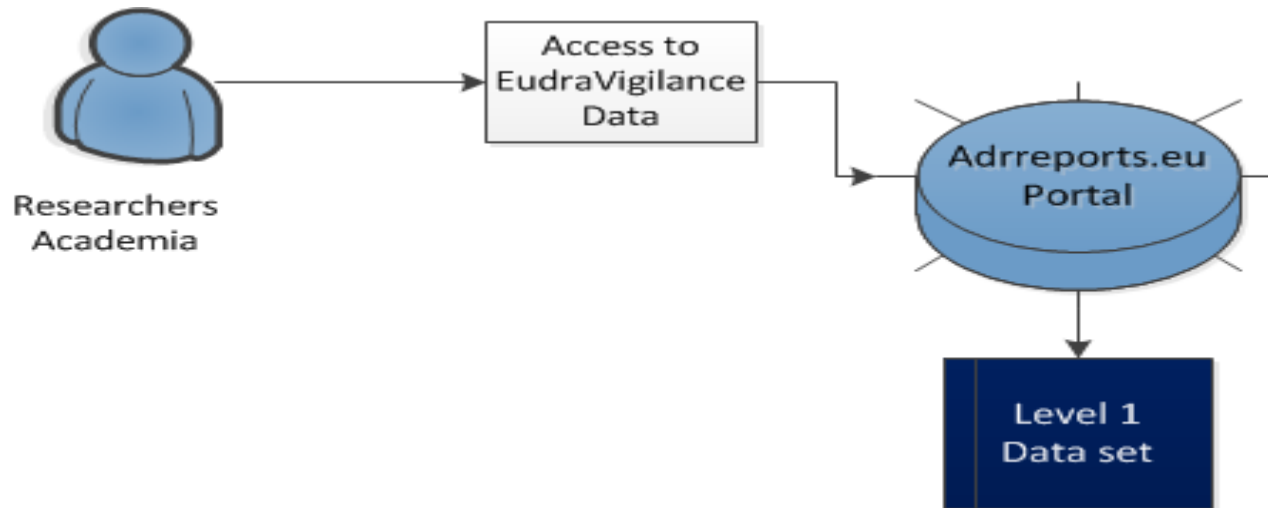 Researchers
Academia
Access to
EudraVigilance
Data
Adrreports.eu
Portal
Level 1
Data set